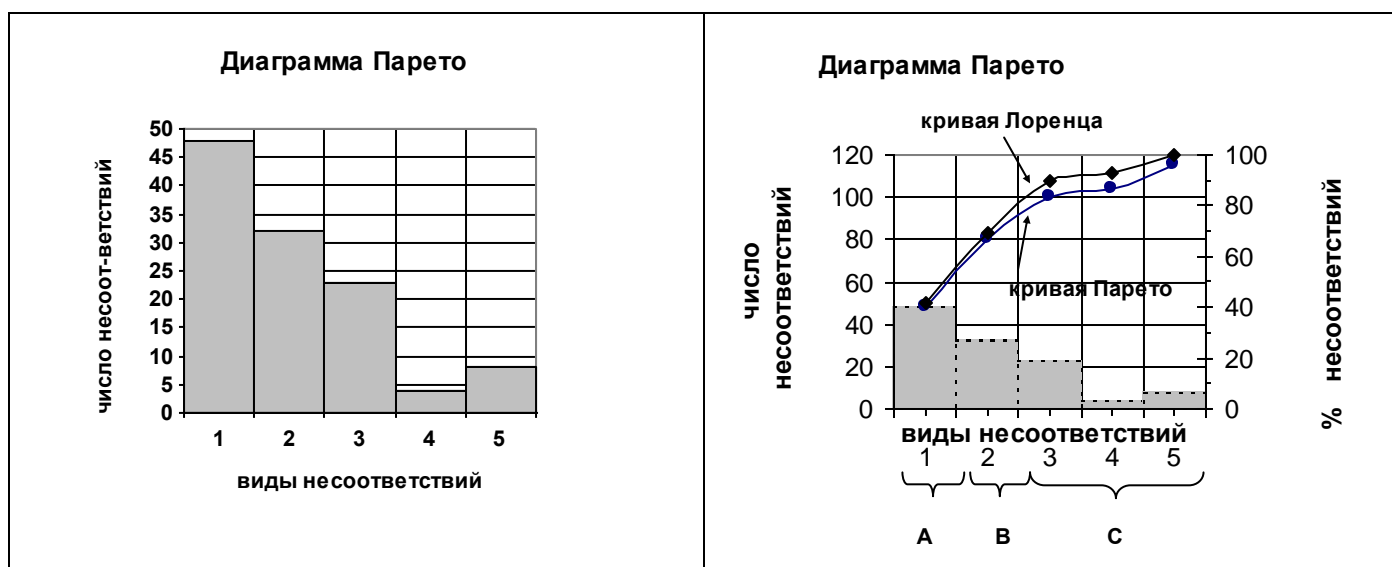 Диаграмма Парето
число несоот-ветствий
50
45
40
35
30
25
20
15
10
5
0
1 2 3 4 5
виды несоответствий
Диаграмма Парето
кривая Лоренца
кривая Парето
число
несоответствий
120
100
80
60
40
20
0
100
80
60
40
20
0
% несоответствий
виды несоответствий
1 2 3 4 5
A B C